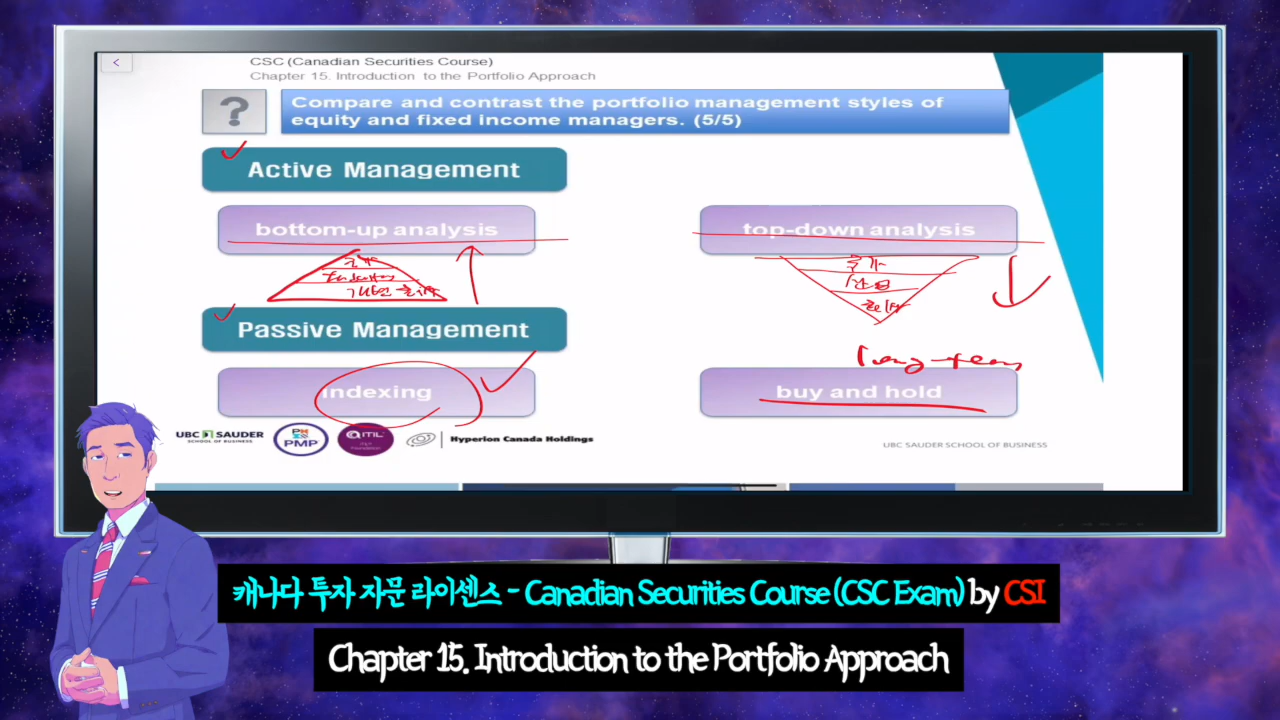 <
CSC (Canadian Securities Course)
Chapter 15. Introduction to the Portfolio Approach
?
Compare and contrast the portfolio management styles of
equity and fixed income managers. (5/5)
Active Management
bottom-up analysis
top-down analysis
산업
Passive Management
long-term
indexing
buy and hold
UBC SAUDER
SCHOOL OF BUSINESS
PMP
ITIL
Foundation
Hyperion Canada Holdings
UBC SAUDER SCHOOL OF BUSINESS
캐나다 투자 자문 라이센스 - Canadian Securities Course (CSC Exam) by CSI
Chapter 15. Introduction to the Portfolio Approach